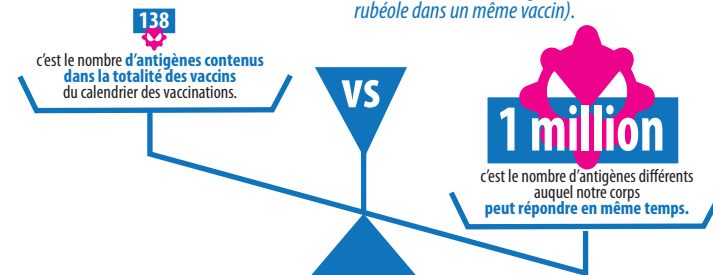 rubéole dans un même vaccin).
138
c'est le nombre d'antigènes contenus
dans la totalité des vaccins
du calendrier des vaccinations.
VS
1 million
c'est le nombre d'antigènes différents
auquel notre corps
peut répondre en même temps.